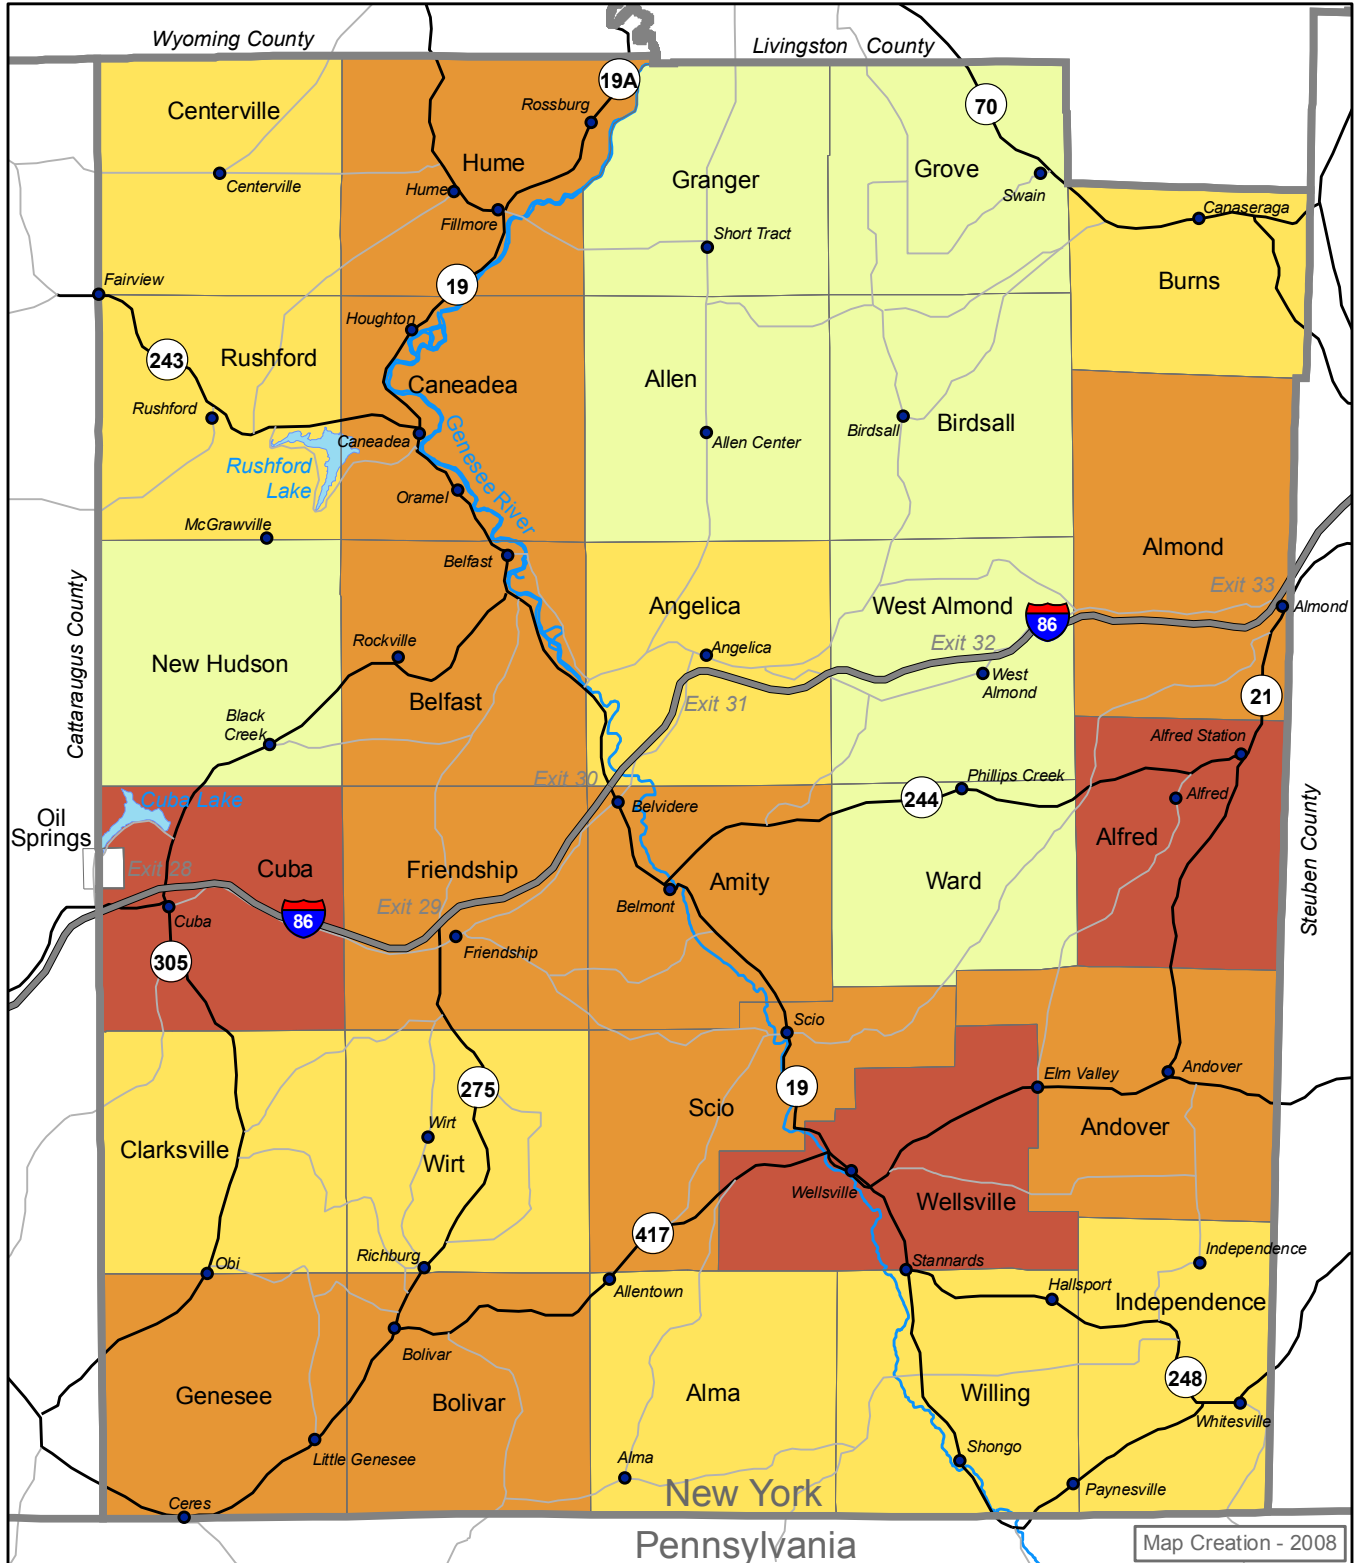 Wyoming County
Livingston County
19A
Rossburg
Centerville
70
Hume
Grove
Granger
Centerville
Hume
Swain
Fillmore
Canaseraga
Short Tract
Fairview
19
Burns
Houghton
243
Rushford
Allen
Caneadea
Rushford
Birdsall
Birdsall
Caneadea
Allen Center
Genesee River
Rushford
Lake
Oramel
McGrawville
Belfast
Almond
Exit 33
Cattaraugus County
Angelica
West Almond
86
Almond
Rockville
Angelica
Exit 32
New Hudson
West
Almond
Belfast
Exit 31
21
Black
Creek
Alfred Station
Exit 30
Phillips Creek
Cuba Lake
Belvidere
244
Alfred
Oil
Springs
Alfred
Steuben County
Exit 28
Cuba
Friendship
Amity
Ward
Exit 29
Belmont
Cuba
86
Friendship
305
Scio
Elm Valley
Andover
275
19
Scio
Wirt
Andover
Clarksville
Wirt
Wellsville
Wellsville
417
Richburg
Independence
Obi
Stannards
Allentown
Hallsport
Independence
Bolivar
248
Genesee
Bolivar
Alma
Willing
Whitesville
Little Genesee
Alma
Shongo
Paynesville
New York
Ceres
Pennsylvania
Map Creation - 2008